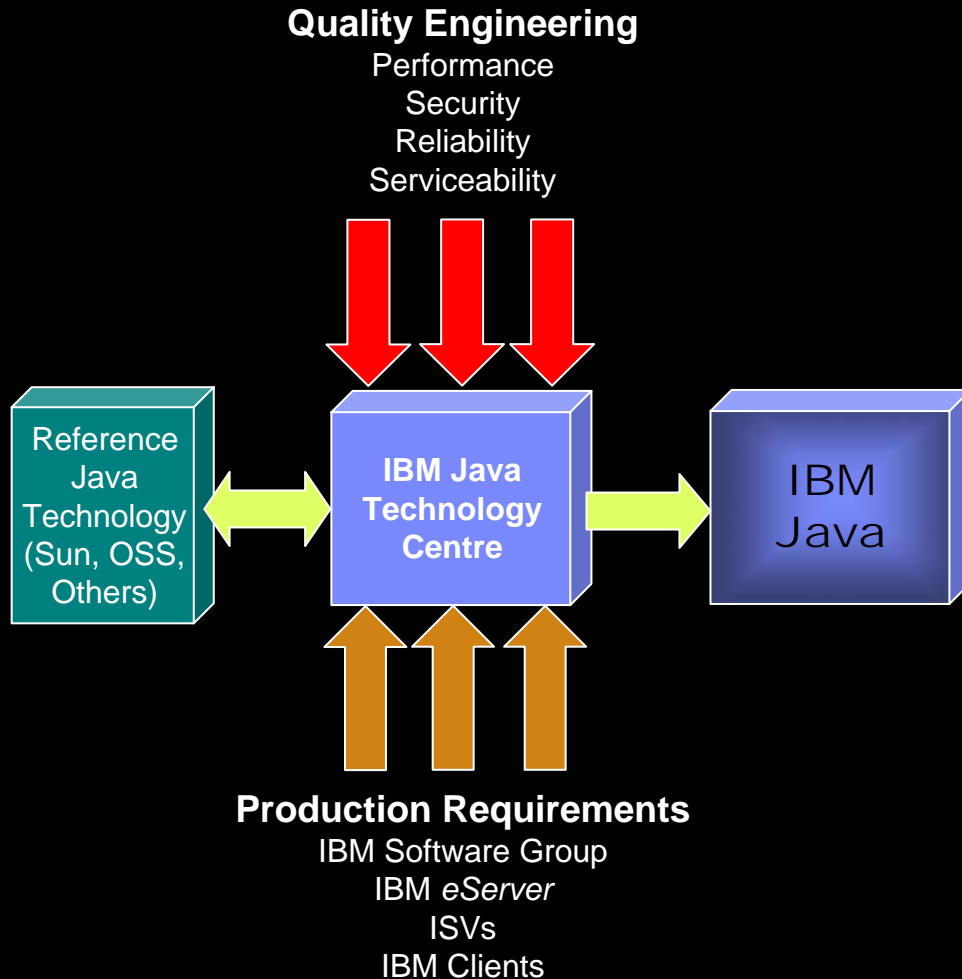 Quality Engineering
Performance
Security
Reliability
Serviceability
Reference
Java
Technology
(Sun, OSS,
Others)
IBM Java
Technology
Centre
IBM
Java
Production Requirements
IBM Software Group
IBM eServer
ISVs
IBM Clients